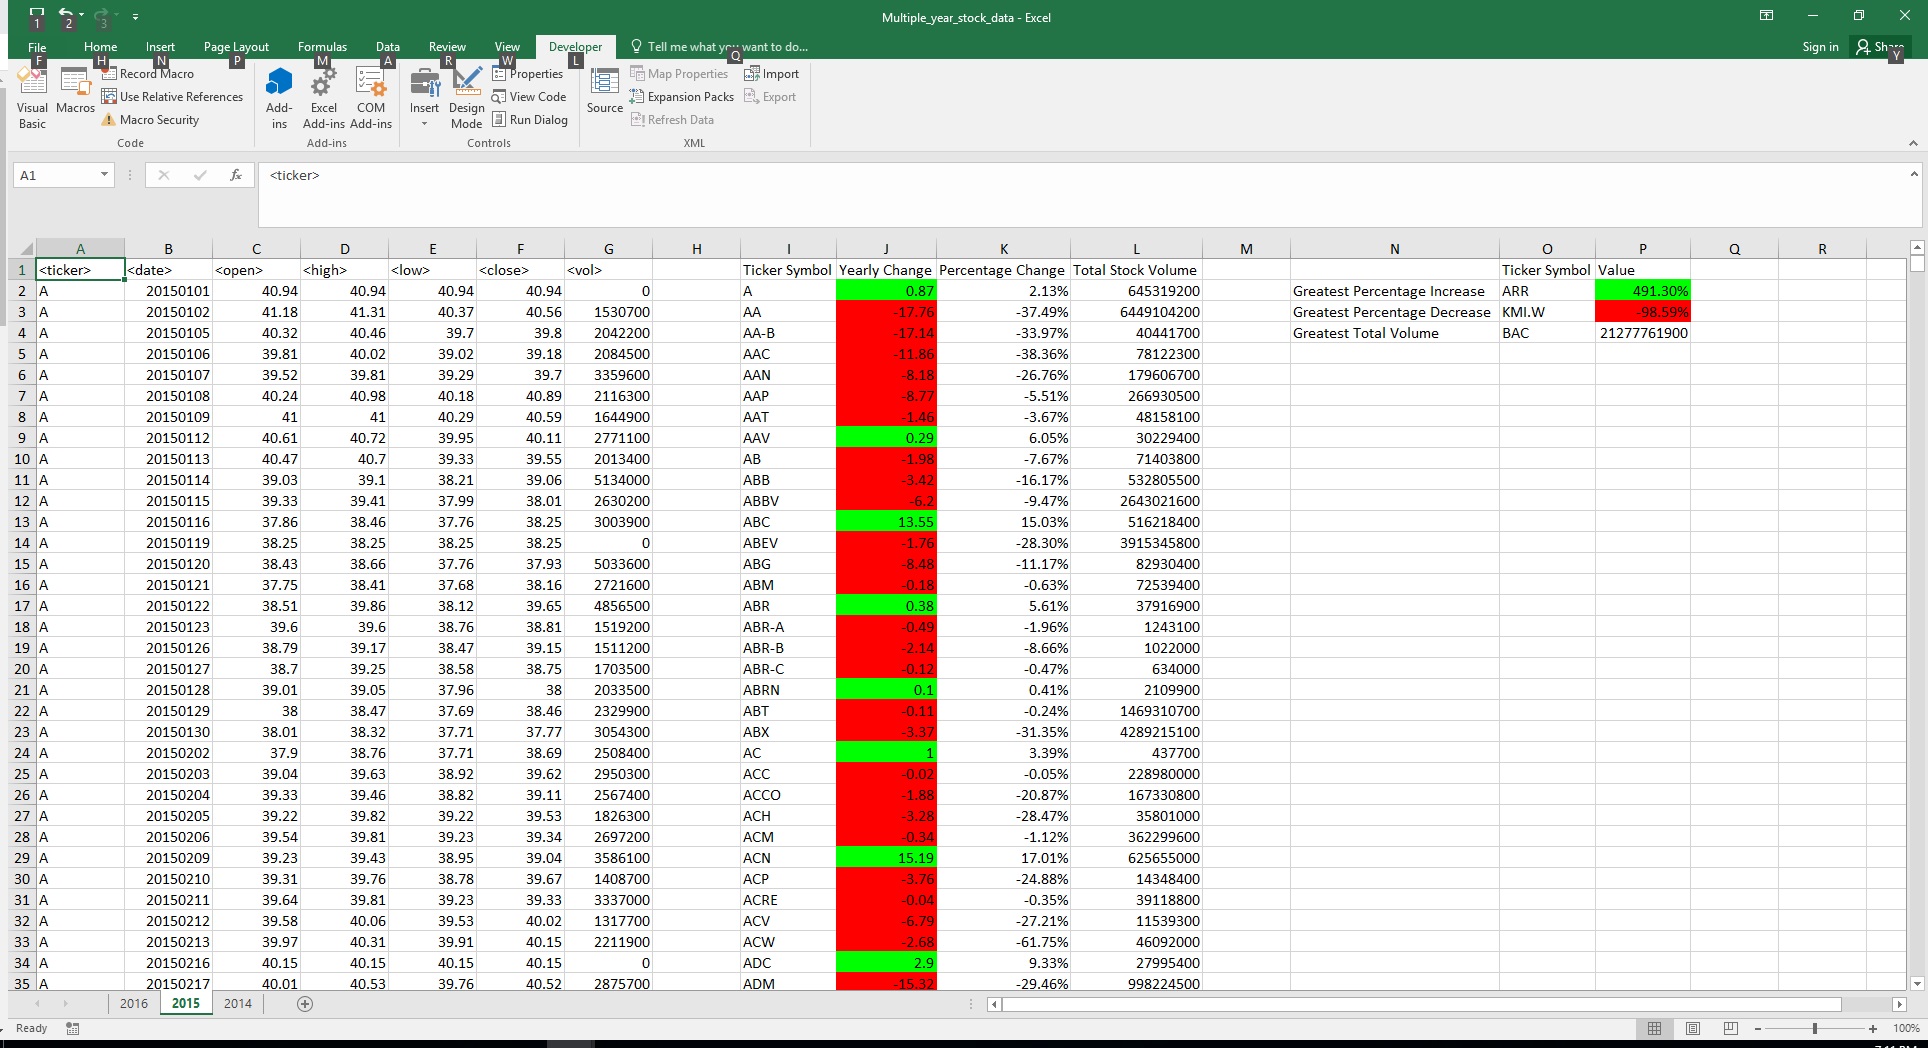 1 2 3
Multiple_year_stock_data - Excel
File Home Insert Page Layout Formulas Data Review View Developer Tell me what you want to do... Sign in Share
F H N P M A R W L Q Y
Visual Basic
Macros
Record Macro
Use Relative References
Macro Security
Code
Add-ins
Excel Add-ins
COM Add-ins
Add-ins
Insert
Design Mode
Properties
View Code
Run Dialog
Controls
Source
Map Properties
Expansion Packs
Refresh Data
Import
Export
XML
A1 fx <ticker>
A B C D E F G H I J K L M N O P Q R
1 <ticker> <date> <open> <high> <low> <close> <vol> Ticker Symbol Yearly Change Percentage Change Total Stock Volume Ticker Symbol Value
2 A 20150101 40.94 40.94 40.94 40.94 0 A 0.87 2.13% 645319200 Greatest Percentage Increase ARR 491.30%
3 A 20150102 41.18 41.31 40.37 40.56 1530700 AA -17.76 -37.49% 6449104200 Greatest Percentage Decrease KMI.W -98.59%
4 A 20150105 40.32 40.46 39.7 39.8 2042200 AA-B -17.14 -33.97% 40441700 Greatest Total Volume BAC 21277761900
5 A 20150106 39.81 40.02 39.02 39.18 2084500 AAC -11.86 -38.36% 78122300
6 A 20150107 39.52 39.81 39.29 39.7 3359600 AAN -8.18 -26.76% 179606700
7 A 20150108 40.24 40.98 40.18 40.89 2116300 AAP -8.77 -5.51% 266930500
8 A 20150109 41 41 40.29 40.59 1644900 AAT -1.46 -3.67% 48158100
9 A 20150112 40.61 40.72 39.95 40.11 2771100 AAV 0.29 6.05% 30229400
10 A 20150113 40.47 40.7 39.33 39.55 2013400 AB -1.98 -7.67% 71403800
11 A 20150114 39.03 39.1 38.21 39.06 5134000 ABB -3.42 -16.17% 532805500
12 A 20150115 39.33 39.41 37.99 38.01 2630200 ABBV -6.2 -9.47% 2643021600
13 A 20150116 37.86 38.46 37.76 38.25 3003900 ABC 13.55 15.03% 516218400
14 A 20150119 38.25 38.25 38.25 38.25 0 ABEV -1.76 -28.30% 3915345800
15 A 20150120 38.43 38.66 37.76 37.93 5033600 ABG -8.48 -11.17% 82930400
16 A 20150121 37.75 38.41 37.68 38.16 2721600 ABM -0.18 -0.63% 72539400
17 A 20150122 38.51 39.86 38.12 39.65 4856500 ABR 0.38 5.61% 37916900
18 A 20150123 39.6 39.6 38.76 38.81 1519200 ABR-A -0.49 -1.96% 1243100
19 A 20150126 38.79 39.17 38.47 39.15 1511200 ABR-B -2.14 -8.66% 1022000
20 A 20150127 38.7 39.25 38.58 38.75 1703500 ABR-C -0.12 -0.47% 634000
21 A 20150128 39.01 39.05 37.96 38 2033500 ABRN 0.1 0.41% 2109900
22 A 20150129 38 38.47 37.69 38.46 2329900 ABT -0.11 -0.24% 1469310700
23 A 20150130 38.01 38.32 37.71 37.77 3054300 ABX -3.37 -31.35% 4289215100
24 A 20150202 37.9 38.76 37.71 38.69 2508400 AC 1 3.39% 437700
25 A 20150203 39.04 39.63 38.92 39.62 2950300 ACC -0.02 -0.05% 228980000
26 A 20150204 39.33 39.46 38.82 39.11 2567400 ACCO -1.88 -20.87% 167330800
27 A 20150205 39.22 39.82 39.22 39.53 1826300 ACH -3.28 -28.47% 35801000
28 A 20150206 39.54 39.81 39.23 39.34 2697200 ACM -0.34 -1.12% 362299600
29 A 20150209 39.23 39.43 38.95 39.04 3586100 ACN 15.19 17.01% 625655000
30 A 20150210 39.31 39.76 38.78 39.67 1408700 ACP -3.76 -24.88% 14348400
31 A 20150211 39.64 39.81 39.23 39.33 3337000 ACRE -0.04 -0.35% 39118800
32 A 20150212 39.58 40.06 39.53 40.02 1317700 ACV -6.79 -27.21% 11539300
33 A 20150213 39.97 40.31 39.91 40.15 2211900 ACW -2.68 -61.75% 46092000
34 A 20150216 40.15 40.15 40.15 40.15 0 ADC 2.9 9.33% 27995400
35 A 20150217 40.01 40.53 39.76 40.52 2875700 ADM -15.32 -29.46% 998224500
2016 2015 2014
Ready 100%